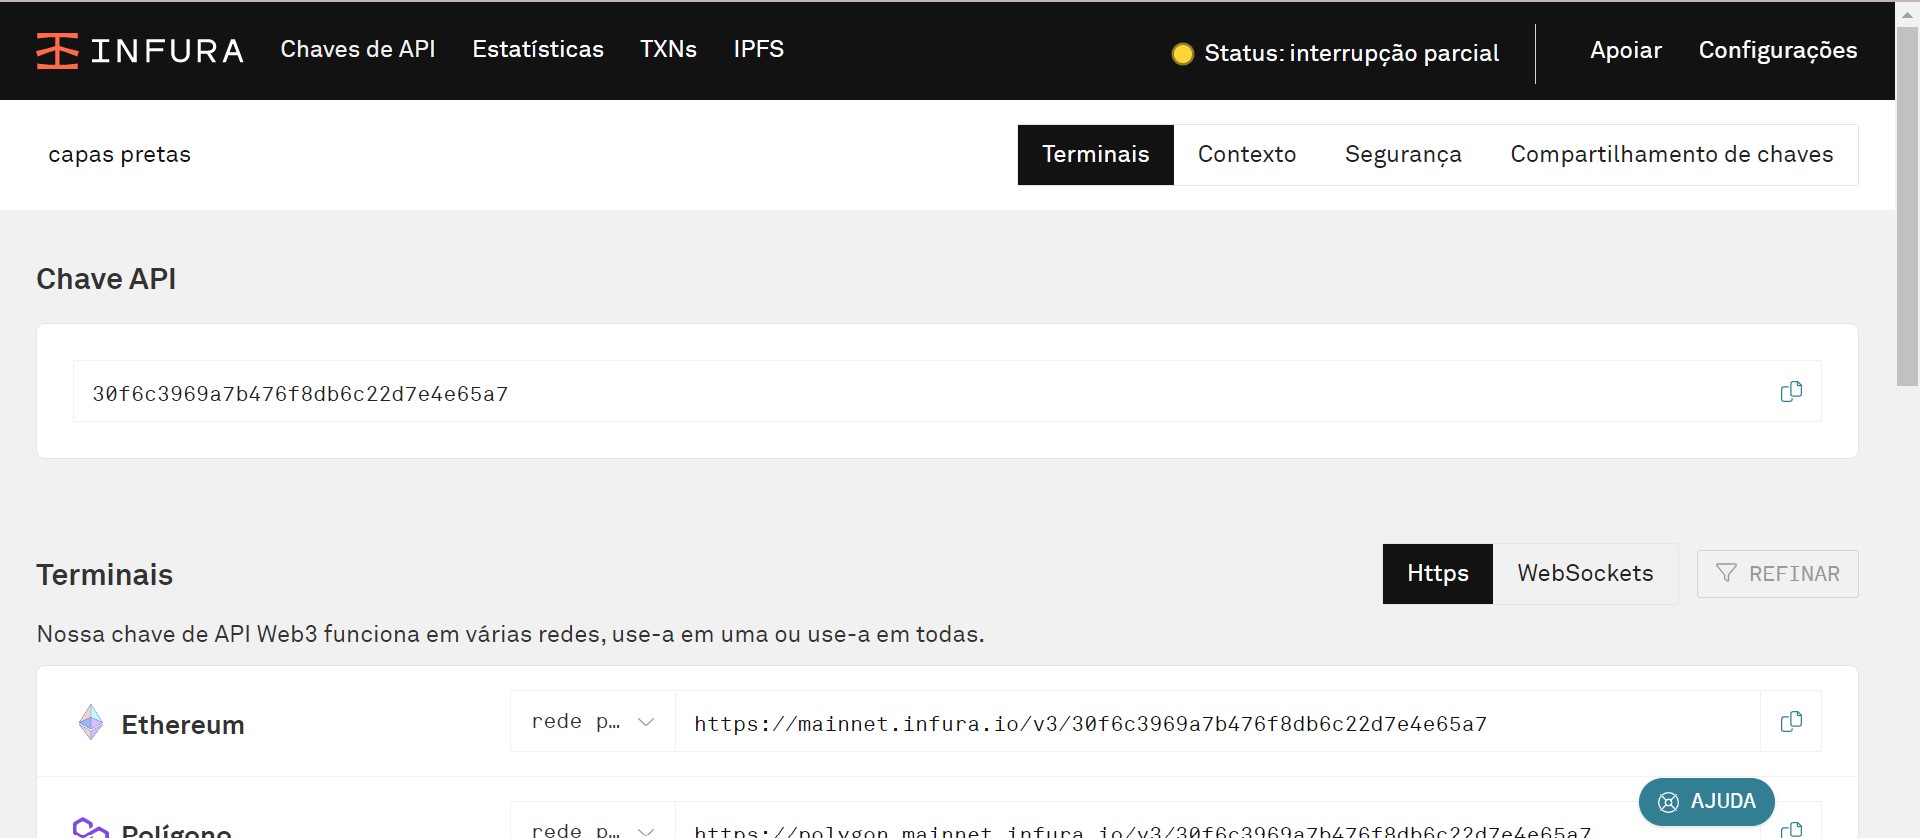 INFURA Chaves de API Estatísticas TXNs IPFS Status: interrupção parcial Apoiar Configurações
capas pretas Terminais Contexto Segurança Compartilhamento de chaves
Chave API
30f6c3969a7b476f8db6c22d7e4e65a7
Terminais Https WebSockets REFINAR
Nossa chave de API Web3 funciona em várias redes, use-a em uma ou use-a em todas.
Ethereum rede p… https://mainnet.infura.io/v3/30f6c3969a7b476f8db6c22d7e4e65a7
AJUDA
Polígono rede p… https://polygon.mainnet.infura.io/v3/30f6c3969a7b476f8db6c22d7e4e65a7